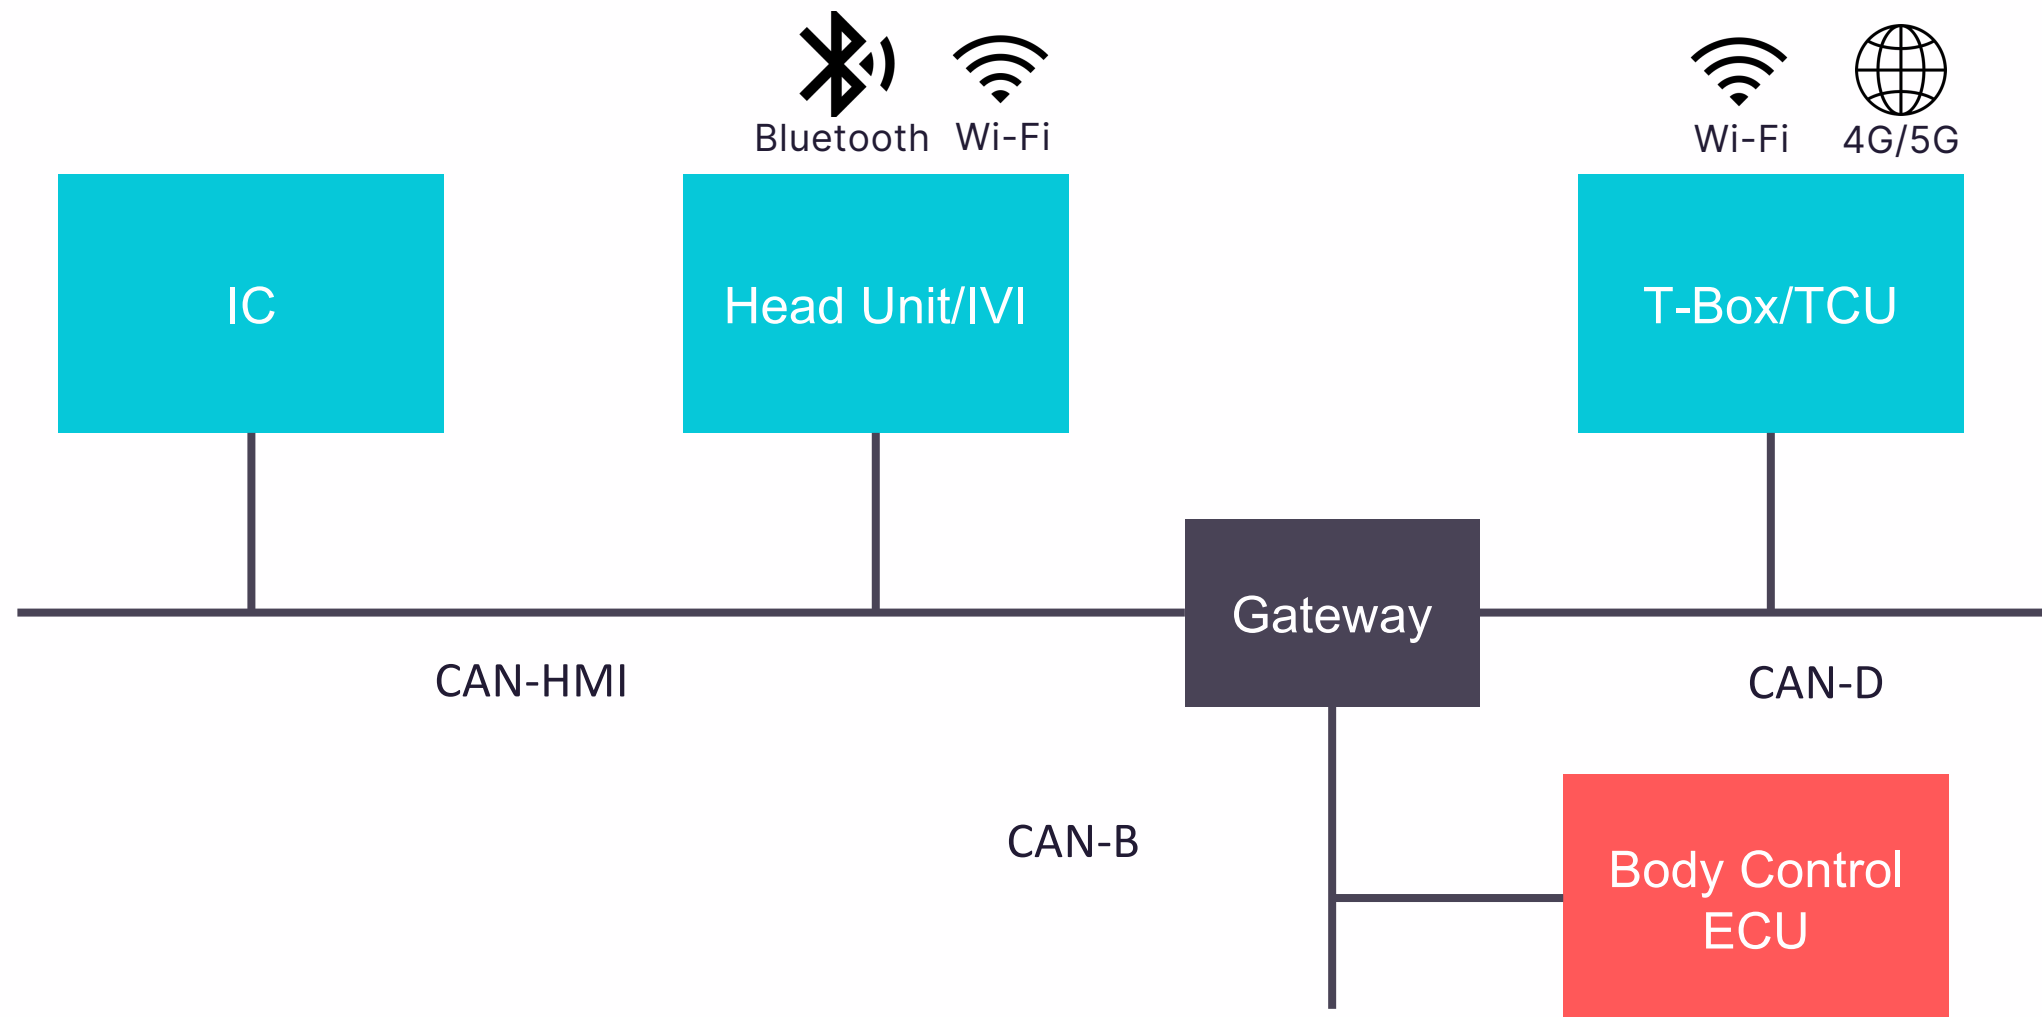 Bluetooth
Wi-Fi
Wi-Fi
4G/5G
IC
Head Unit/IVI
T-Box/TCU
Gateway
CAN-HMI
CAN-D
CAN-B
Body Control
ECU